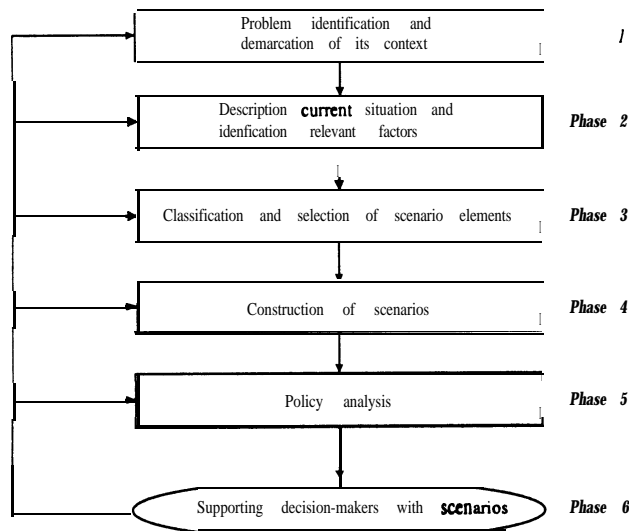 Problem identification and
demarcation of its context
1
Description current situation and
idenfication relevant factors
Phase 2
Classification and selection of scenario elements
Phase 3
Construction of scenarios
Phase 4
Policy analysis
Phase 5
Supporting decision-makers with scenarios
Phase 6